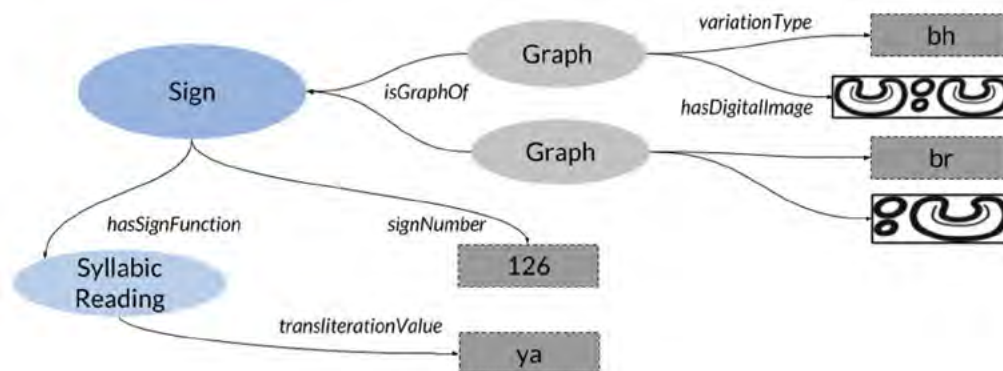 variationType
bh
Graph
Sign
isGraphOf
hasDigitalImage
Graph
br
hasSignFunction
signNumber
126
Syllabic
Reading
transliterationValue
ya